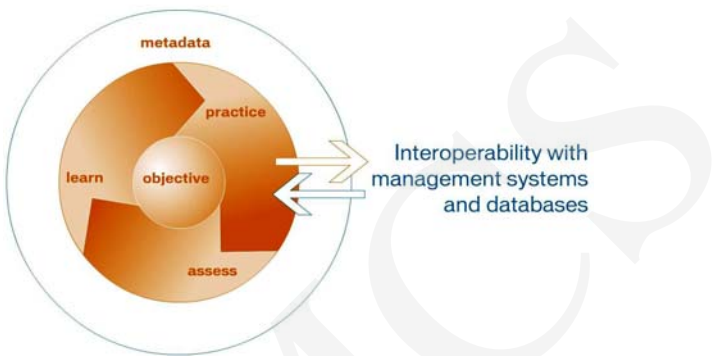 metadata
practice
learn
objective
assess
Interoperability with
management systems
and databases